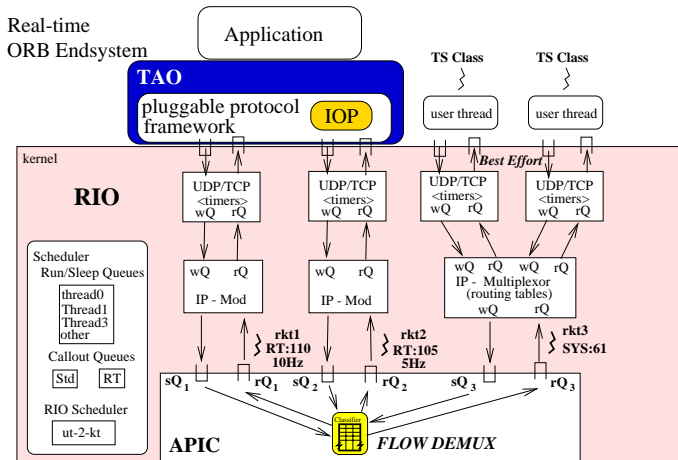 Real-time
ORB Endsystem
Application
TS Class
TS Class
TAO
pluggable protocol
framework
IOP
user thread
user thread
kernel
Best Effort
RIO
UDP/TCP
<timers>
wQ rQ
UDP/TCP
<timers>
wQ rQ
UDP/TCP
<timers>
wQ rQ
UDP/TCP
<timers>
wQ rQ
Scheduler
Run/Sleep Queues
thread0
Thread1
Thread3
other
Callout Queues
Std
RT
RIO Scheduler
ut-2-kt
wQ rQ
IP - Mod
wQ rQ
IP - Mod
wQ rQ wQ rQ
IP - Multiplexor
(routing tables)
wQ rQ
rkt1
RT:110
10Hz
rkt2
RT:105
5Hz
rkt3
SYS:61
sQ1 rQ1 sQ2 rQ2 sQ3 rQ3
Classifier
APIC
FLOW DEMUX